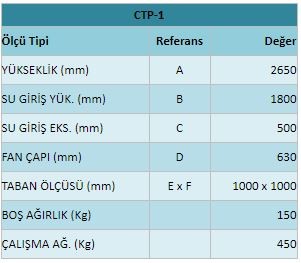 CTP-1
Ölçü Tipi Referans Değer
YÜKSEKLİK (mm) A 2650
SU GİRİŞ YÜK. (mm) B 1800
SU GİRİŞ EKS. (mm) C 500
FAN ÇAPI (mm) D 630
TABAN ÖLÇÜSÜ (mm) E x F 1000 x 1000
BOŞ AĞIRLIK (Kg) 150
ÇALIŞMA AĞ. (Kg) 450